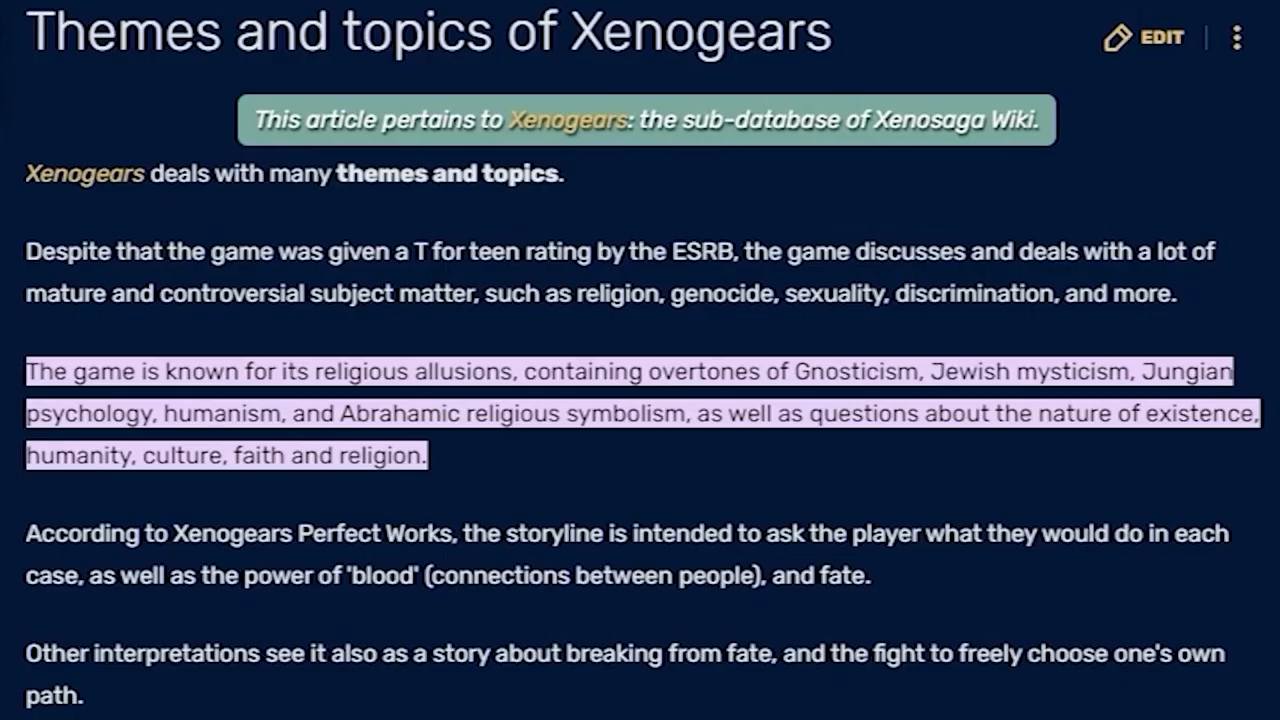 Themes and topics of Xenogears
EDIT
This article pertains to Xenogears: the sub-database of Xenosaga Wiki.
Xenogears deals with many themes and topics.
Despite that the game was given a T for teen rating by the ESRB, the game discusses and deals with a lot of
mature and controversial subject matter, such as religion, genocide, sexuality, discrimination, and more.
The game is known for its religious allusions, containing overtones of Gnosticism, Jewish mysticism, Jungian
psychology, humanism, and Abrahamic religious symbolism, as well as questions about the nature of existence,
humanity, culture, faith and religion.
According to Xenogears Perfect Works, the storyline is intended to ask the player what they would do in each
case, as well as the power of 'blood' (connections between people), and fate.
Other interpretations see it also as a story about breaking from fate, and the fight to freely choose one's own
path.